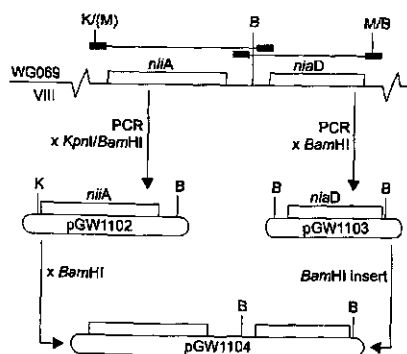 K/(M)
B
M/B
niiA
niaD
WG069
VIII
PCR
x KpnI/BamHI
PCR
x BamHI
K
niiA
B
B
niaD
B
pGW1102
pGW1103
x BamHI
BamHI insert
B
B
pGW1104